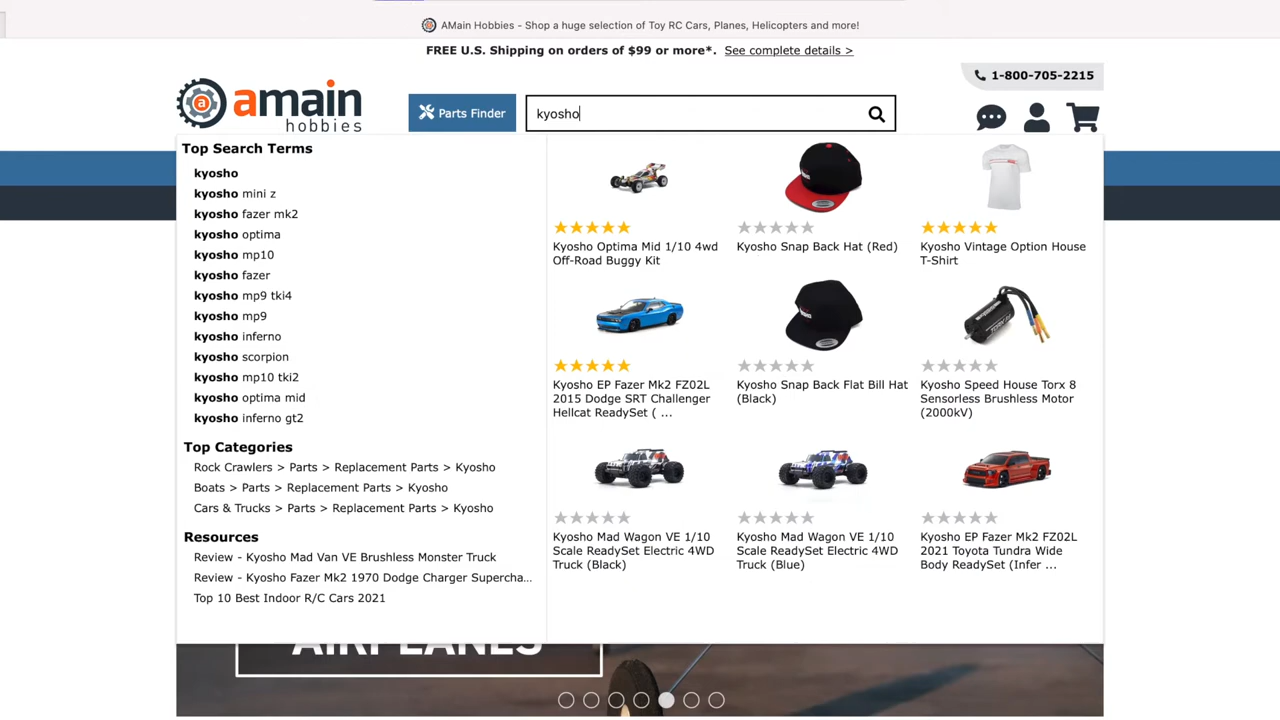 AMain Hobbies - Shop a huge selection of Toy RC Cars, Planes, Helicopters and more!
FREE U.S. Shipping on orders of $99 or more*. See complete details >
1-800-705-2215
a amain
hobbies
Parts Finder
kyosho
Top Search Terms
kyosho
kyosho mini z
kyosho fazer mk2
kyosho optima
kyosho mp10
kyosho fazer
kyosho mp9 tki4
kyosho mp9
kyosho inferno
kyosho scorpion
kyosho mp10 tki2
kyosho optima mid
kyosho inferno gt2
Top Categories
Rock Crawlers > Parts > Replacement Parts > Kyosho
Boats > Parts > Replacement Parts > Kyosho
Cars & Trucks > Parts > Replacement Parts > Kyosho
Resources
Review - Kyosho Mad Van VE Brushless Monster Truck
Review - Kyosho Fazer Mk2 1970 Dodge Charger Supercha...
Top 10 Best Indoor R/C Cars 2021
Kyosho Optima Mid 1/10 4wd
Off-Road Buggy Kit
Kyosho Snap Back Hat (Red)
Kyosho Vintage Option House
T-Shirt
Kyosho EP Fazer Mk2 FZ02L
2015 Dodge SRT Challenger
Hellcat ReadySet ( ...
Kyosho Snap Back Flat Bill Hat
(Black)
Kyosho Speed House Torx 8
Sensorless Brushless Motor
(2000kV)
Kyosho Mad Wagon VE 1/10
Scale ReadySet Electric 4WD
Truck (Black)
Kyosho Mad Wagon VE 1/10
Scale ReadySet Electric 4WD
Truck (Blue)
Kyosho EP Fazer Mk2 FZ02L
2021 Toyota Tundra Wide
Body ReadySet (Infer ...
AIRPLANES